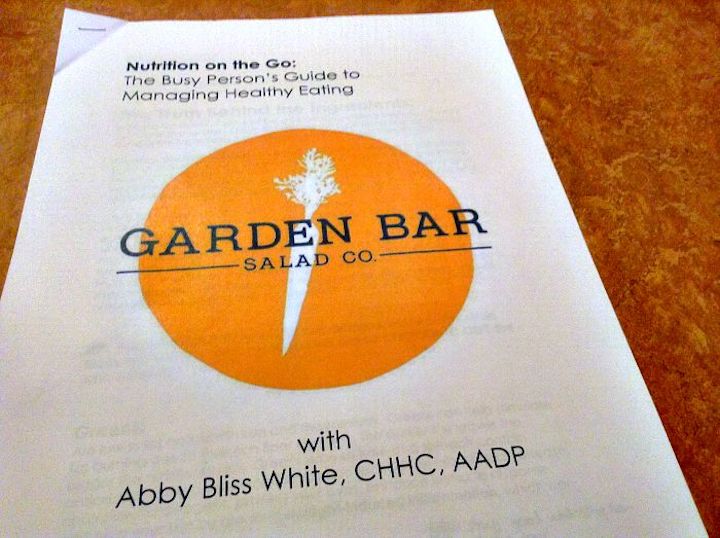 Nutrition on the Go:
The Busy Person's Guide to
Managing Healthy Eating
GARDEN BAR
SALAD CO.
with
Abby Bliss White, CHHC, AADP